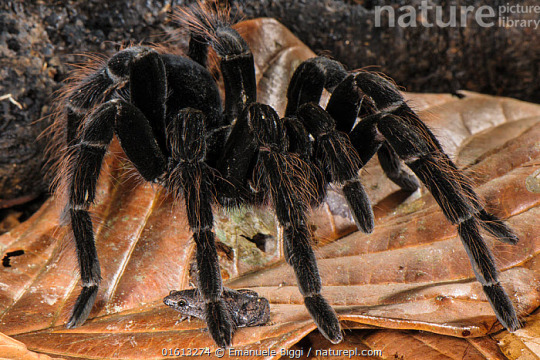 nature picture library
01613274 © Emanuele Biggi / naturepl.com